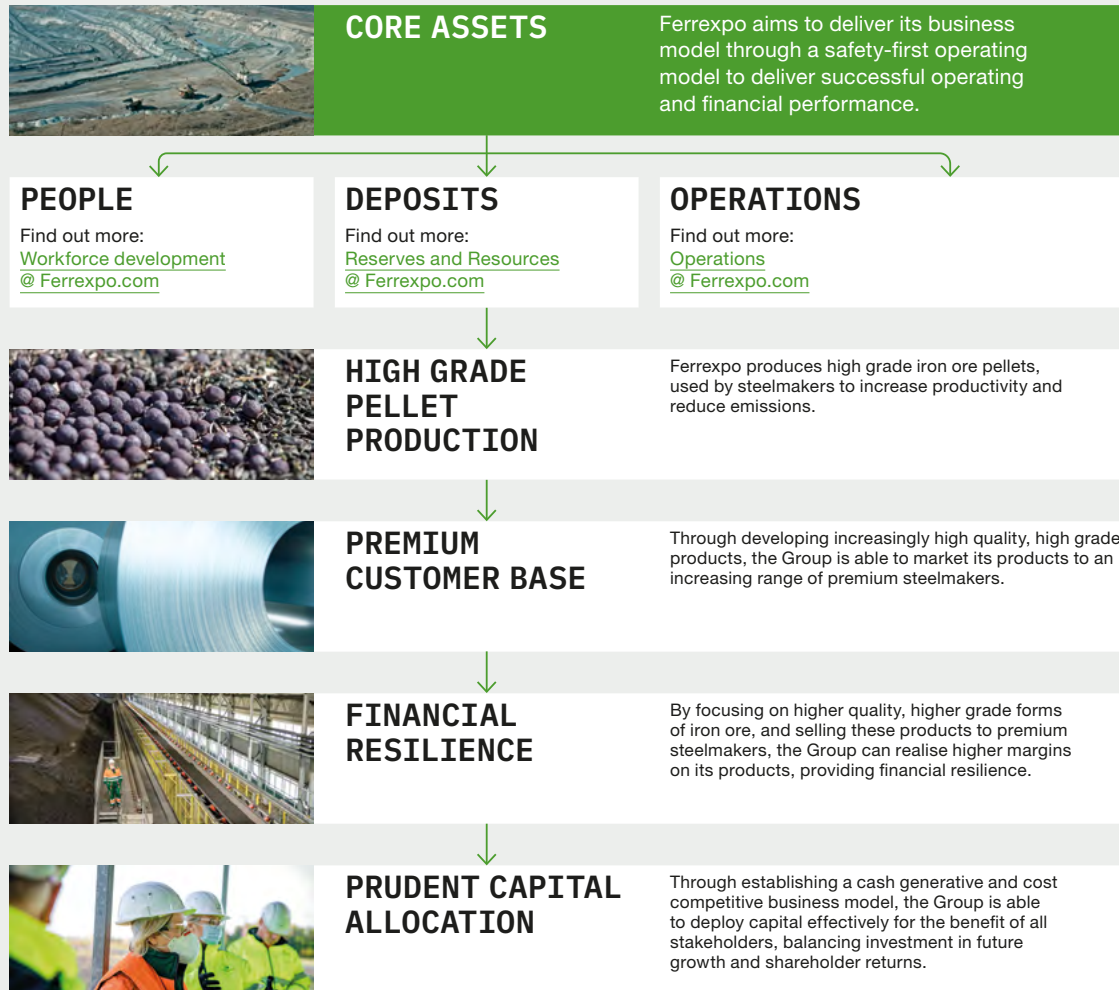 CORE ASSETS
Ferrexpo aims to deliver its business
model through a safety-first operating
model to deliver successful operating
and financial performance.
PEOPLE
Find out more:
Workforce development
@ Ferrexpo.com
DEPOSITS
Find out more:
Reserves and Resources
@ Ferrexpo.com
OPERATIONS
Find out more:
Operations
@ Ferrexpo.com
HIGH GRADE
PELLET
PRODUCTION
Ferrexpo produces high grade iron ore pellets,
used by steelmakers to increase productivity and
reduce emissions.
PREMIUM
CUSTOMER BASE
Through developing increasingly high quality, high grade
products, the Group is able to market its products to an
increasing range of premium steelmakers.
FINANCIAL
RESILIENCE
By focusing on higher quality, higher grade forms
of iron ore, and selling these products to premium
steelmakers, the Group can realise higher margins
on its products, providing financial resilience.
PRUDENT CAPITAL
ALLOCATION
Through establishing a cash generative and cost
competitive business model, the Group is able
to deploy capital effectively for the benefit of all
stakeholders, balancing investment in future
growth and shareholder returns.